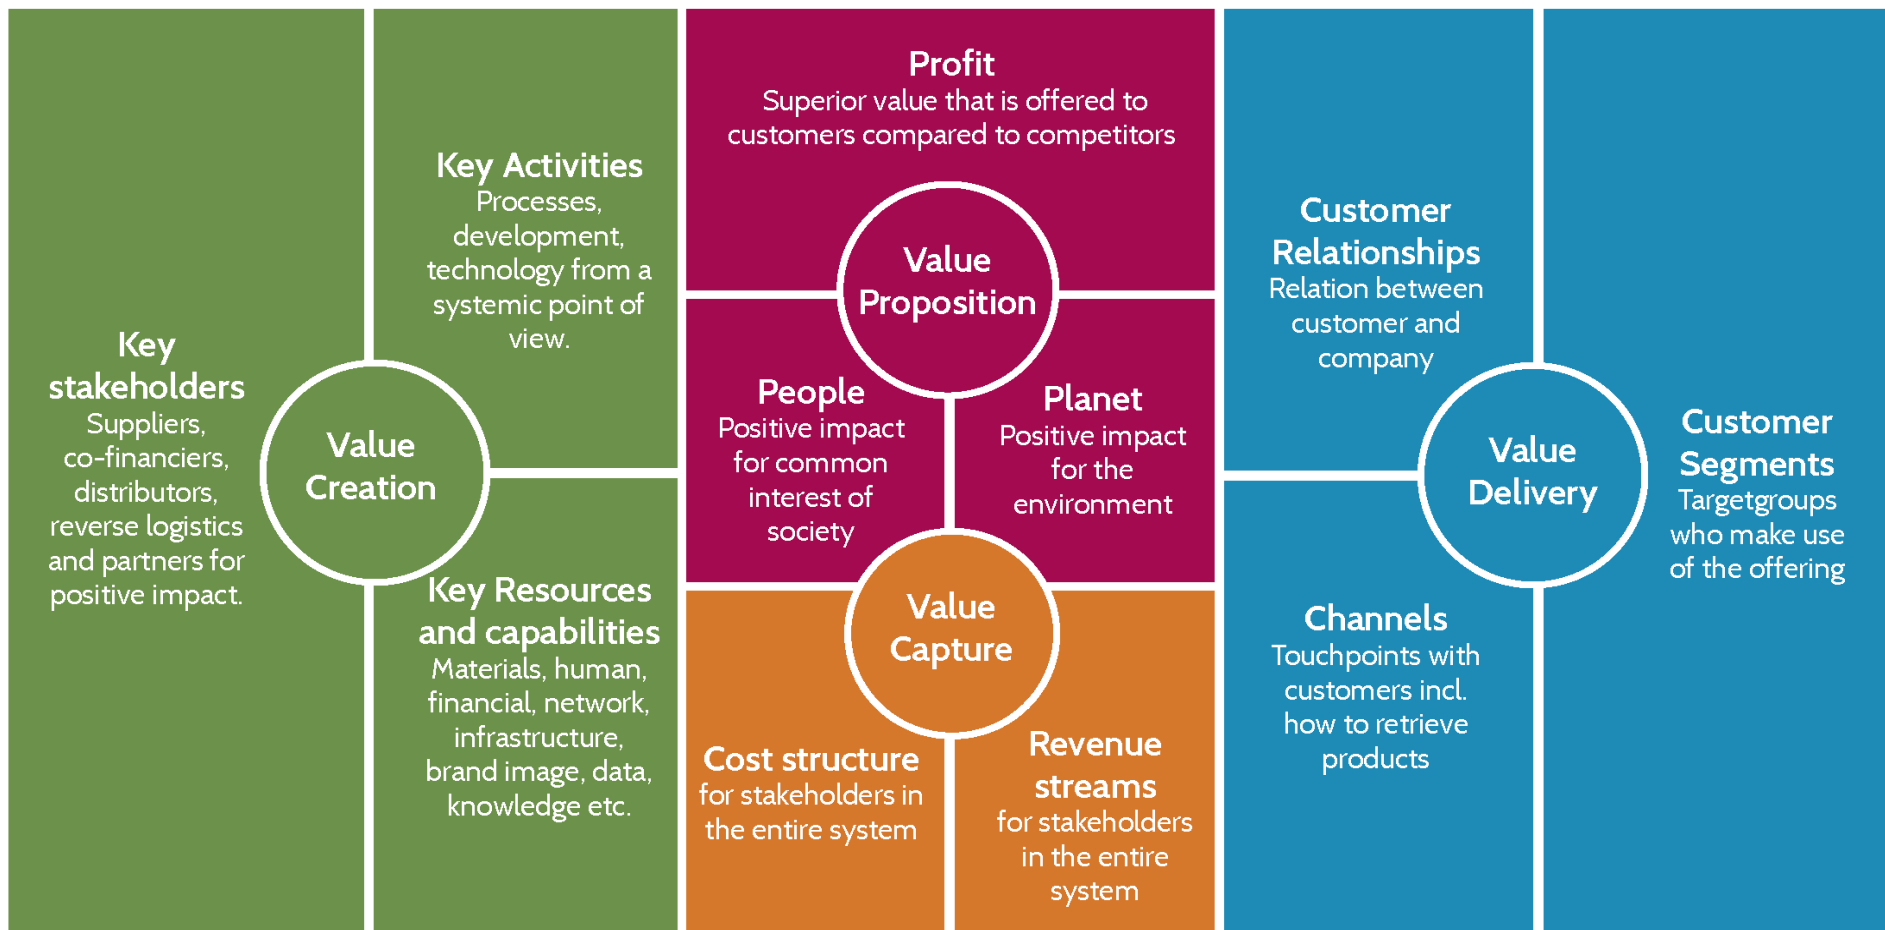 Key
stakeholders
Suppliers,
co-financiers,
distributors,
reverse logistics
and partners for
positive impact.
Value
Creation
Key Activities
Processes,
development,
technology from a
systemic point of
view.
Key Resources
and capabilities
Materials, human,
financial, network,
infrastructure,
brand image, data,
knowledge etc.
Profit
Superior value that is offered to
customers compared to competitors
Value
Proposition
People
Positive impact
for common
interest of
society
Planet
Positive impact
for the
environment
Value
Capture
Cost structure
for stakeholders in
the entire system
Revenue
streams
for stakeholders
in the entire
system
Customer
Relationships
Relation between
customer and
company
Value
Delivery
Channels
Touchpoints with
customers incl.
how to retrieve
products
Customer
Segments
Targetgroups
who make use
of the offering